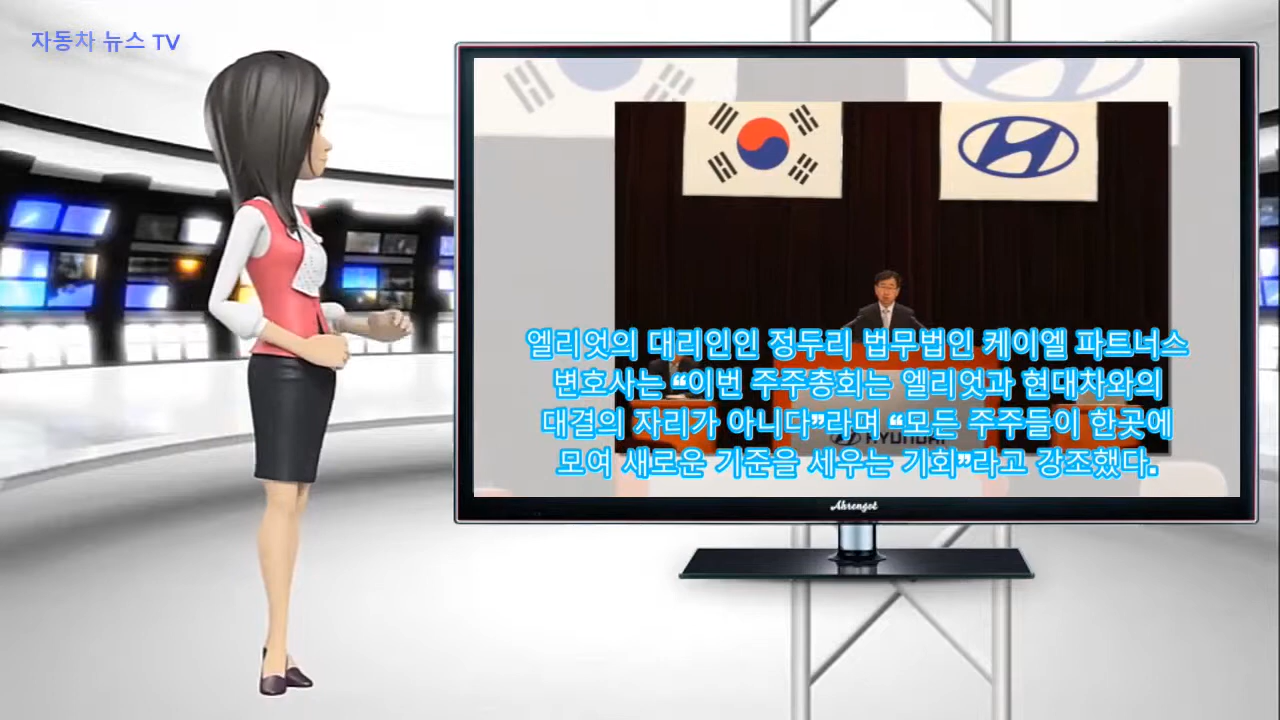 자동차 뉴스 TV
엘리엇의 대리인인 정두리 법무법인 케이엘 파트너스
변호사는 “이번 주주총회는 엘리엇과 현대차와의
대결의 자리가 아니다”라며 “모든 주주들이 한곳에
모여 새로운 기준을 세우는 기회”라고 강조했다.
HYUNDAI
Ahrengot